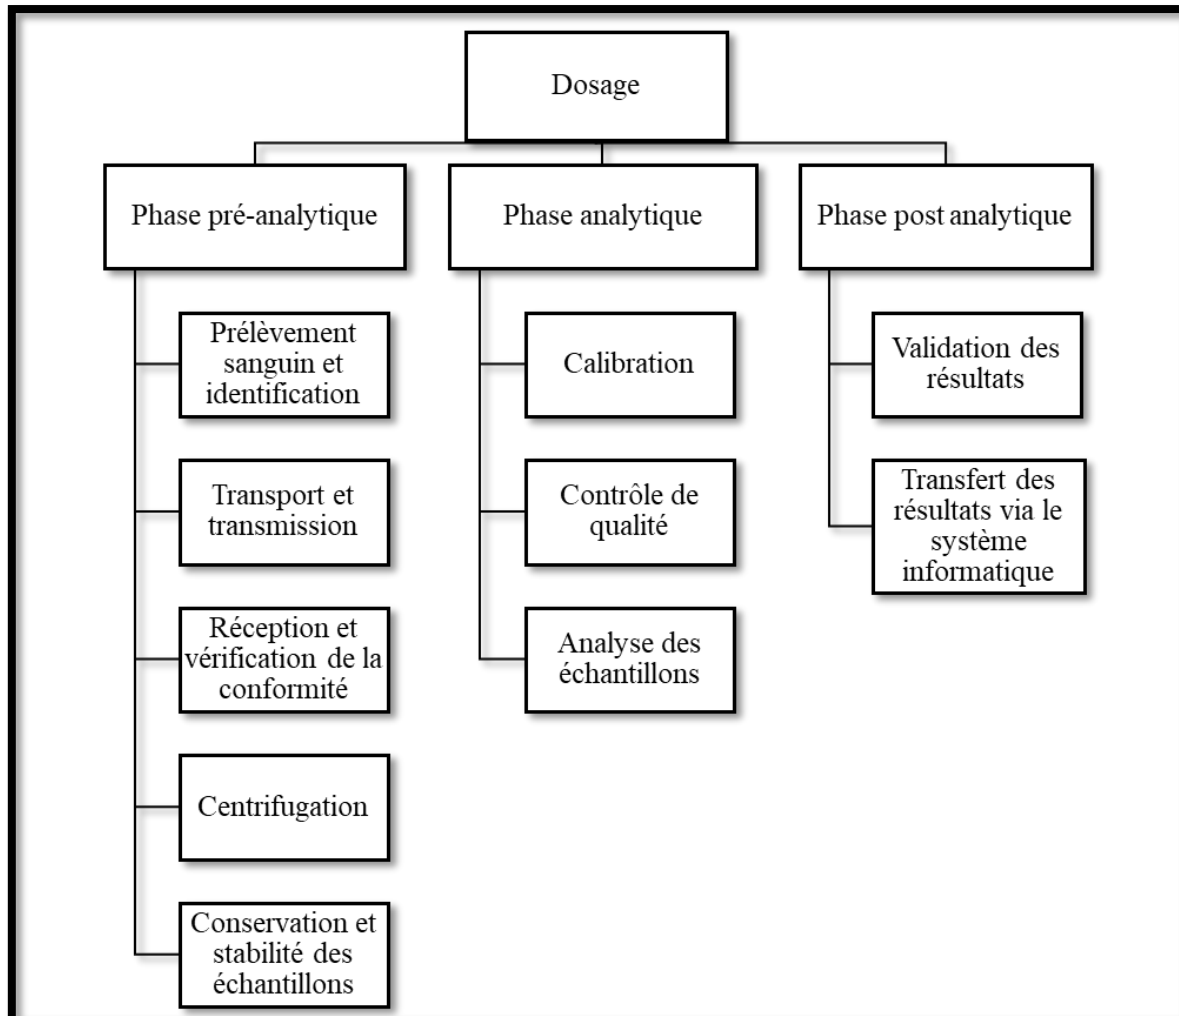 Dosage
Phase pré-analytique
Prélèvement
sanguin et
identification
Transport et
transmission
Réception et
vérification de la
conformité
Centrifugation
Conservation et
stabilité des
échantillons
Phase analytique
Calibration
Contrôle de
qualité
Analyse des
échantillons
Phase post analytique
Validation des
résultats
Transfert des
résultats via le
système
informatique